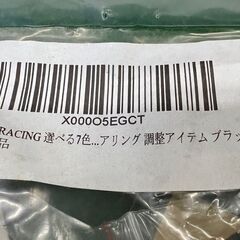 X000O5EGCT
RACING 選べる7色...アリング 調整アイテム ブラッ
品